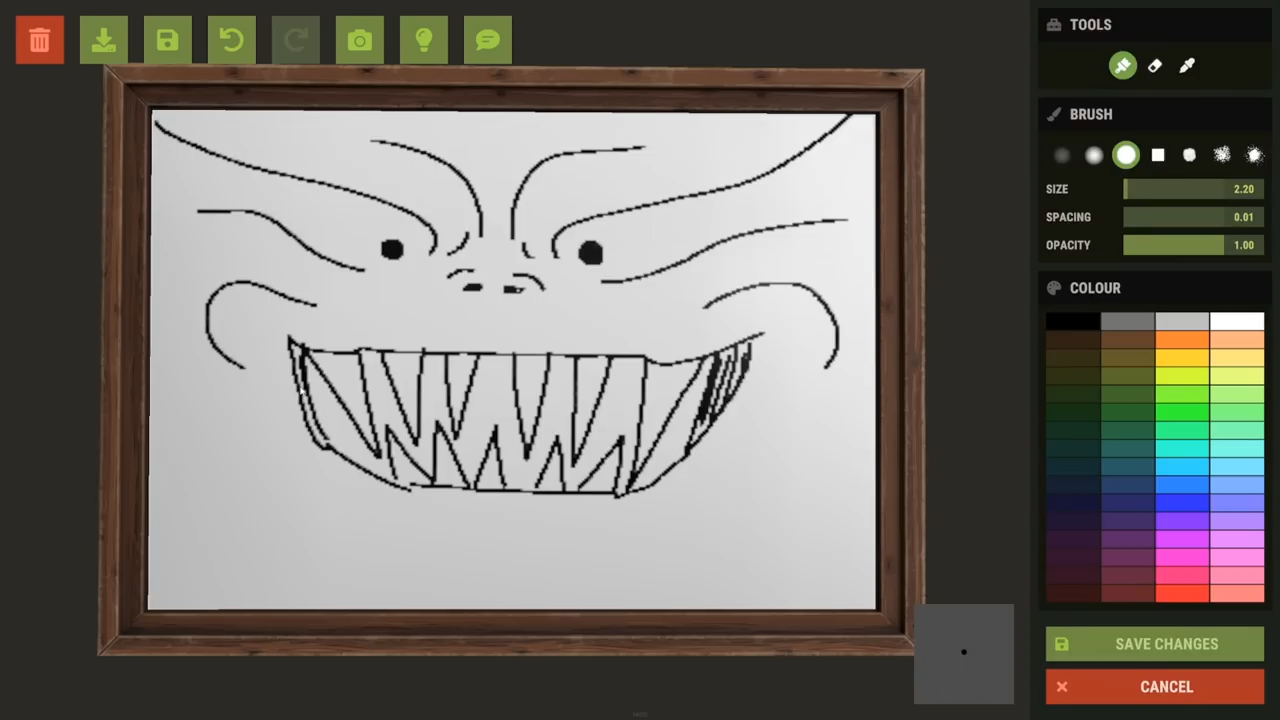 TOOLS
BRUSH
SIZE 2.20
SPACING 0.01
OPACITY 1.00
COLOUR
SAVE CHANGES
CANCEL